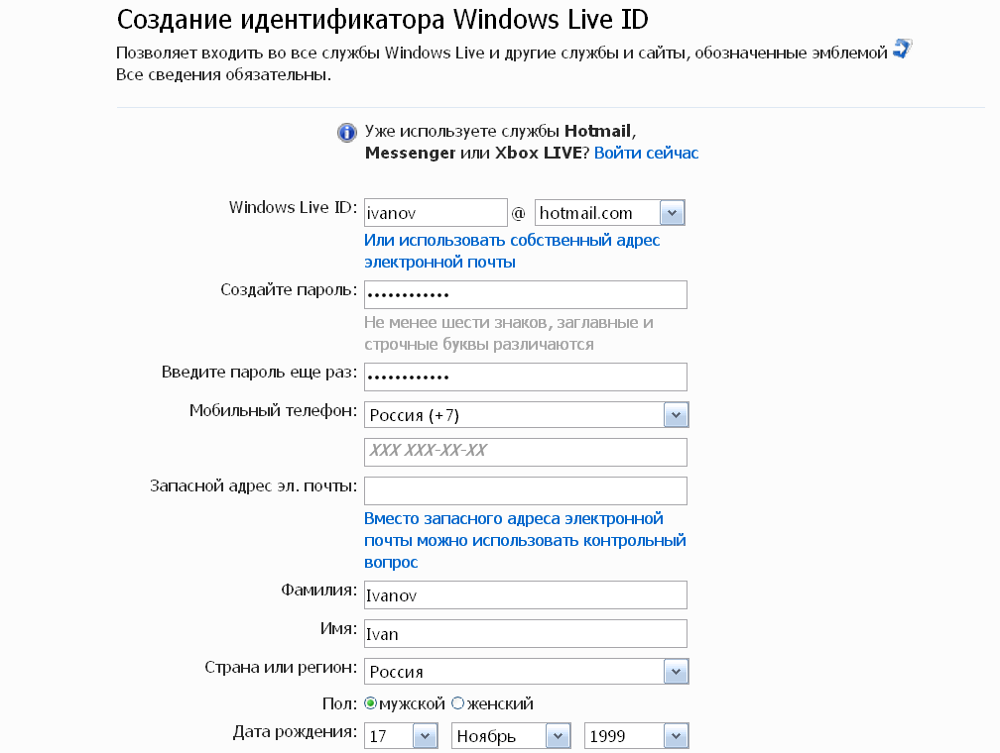 Создание идентификатора Windows Live ID
Позволяет входить во все службы Windows Live и другие службы и сайты, обозначенные эмблемой
Все сведения обязательны.
Уже используете службы Hotmail,
Messenger или Xbox LIVE? Войти сейчас
Windows Live ID: ivanov @ hotmail.com
Или использовать собственный адрес
электронной почты
Создайте пароль: ••••••••••••
Не менее шести знаков, заглавные и
строчные буквы различаются
Введите пароль еще раз: ••••••••••••
Мобильный телефон: Россия (+7)
XXX XXX-XX-XX
Запасной адрес эл. почты:
Вместо запасного адреса электронной
почты можно использовать контрольный
вопрос
Фамилия: Ivanov
Имя: Ivan
Страна или регион: Россия
Пол: мужской женский
Дата рождения: 17 Ноябрь 1999